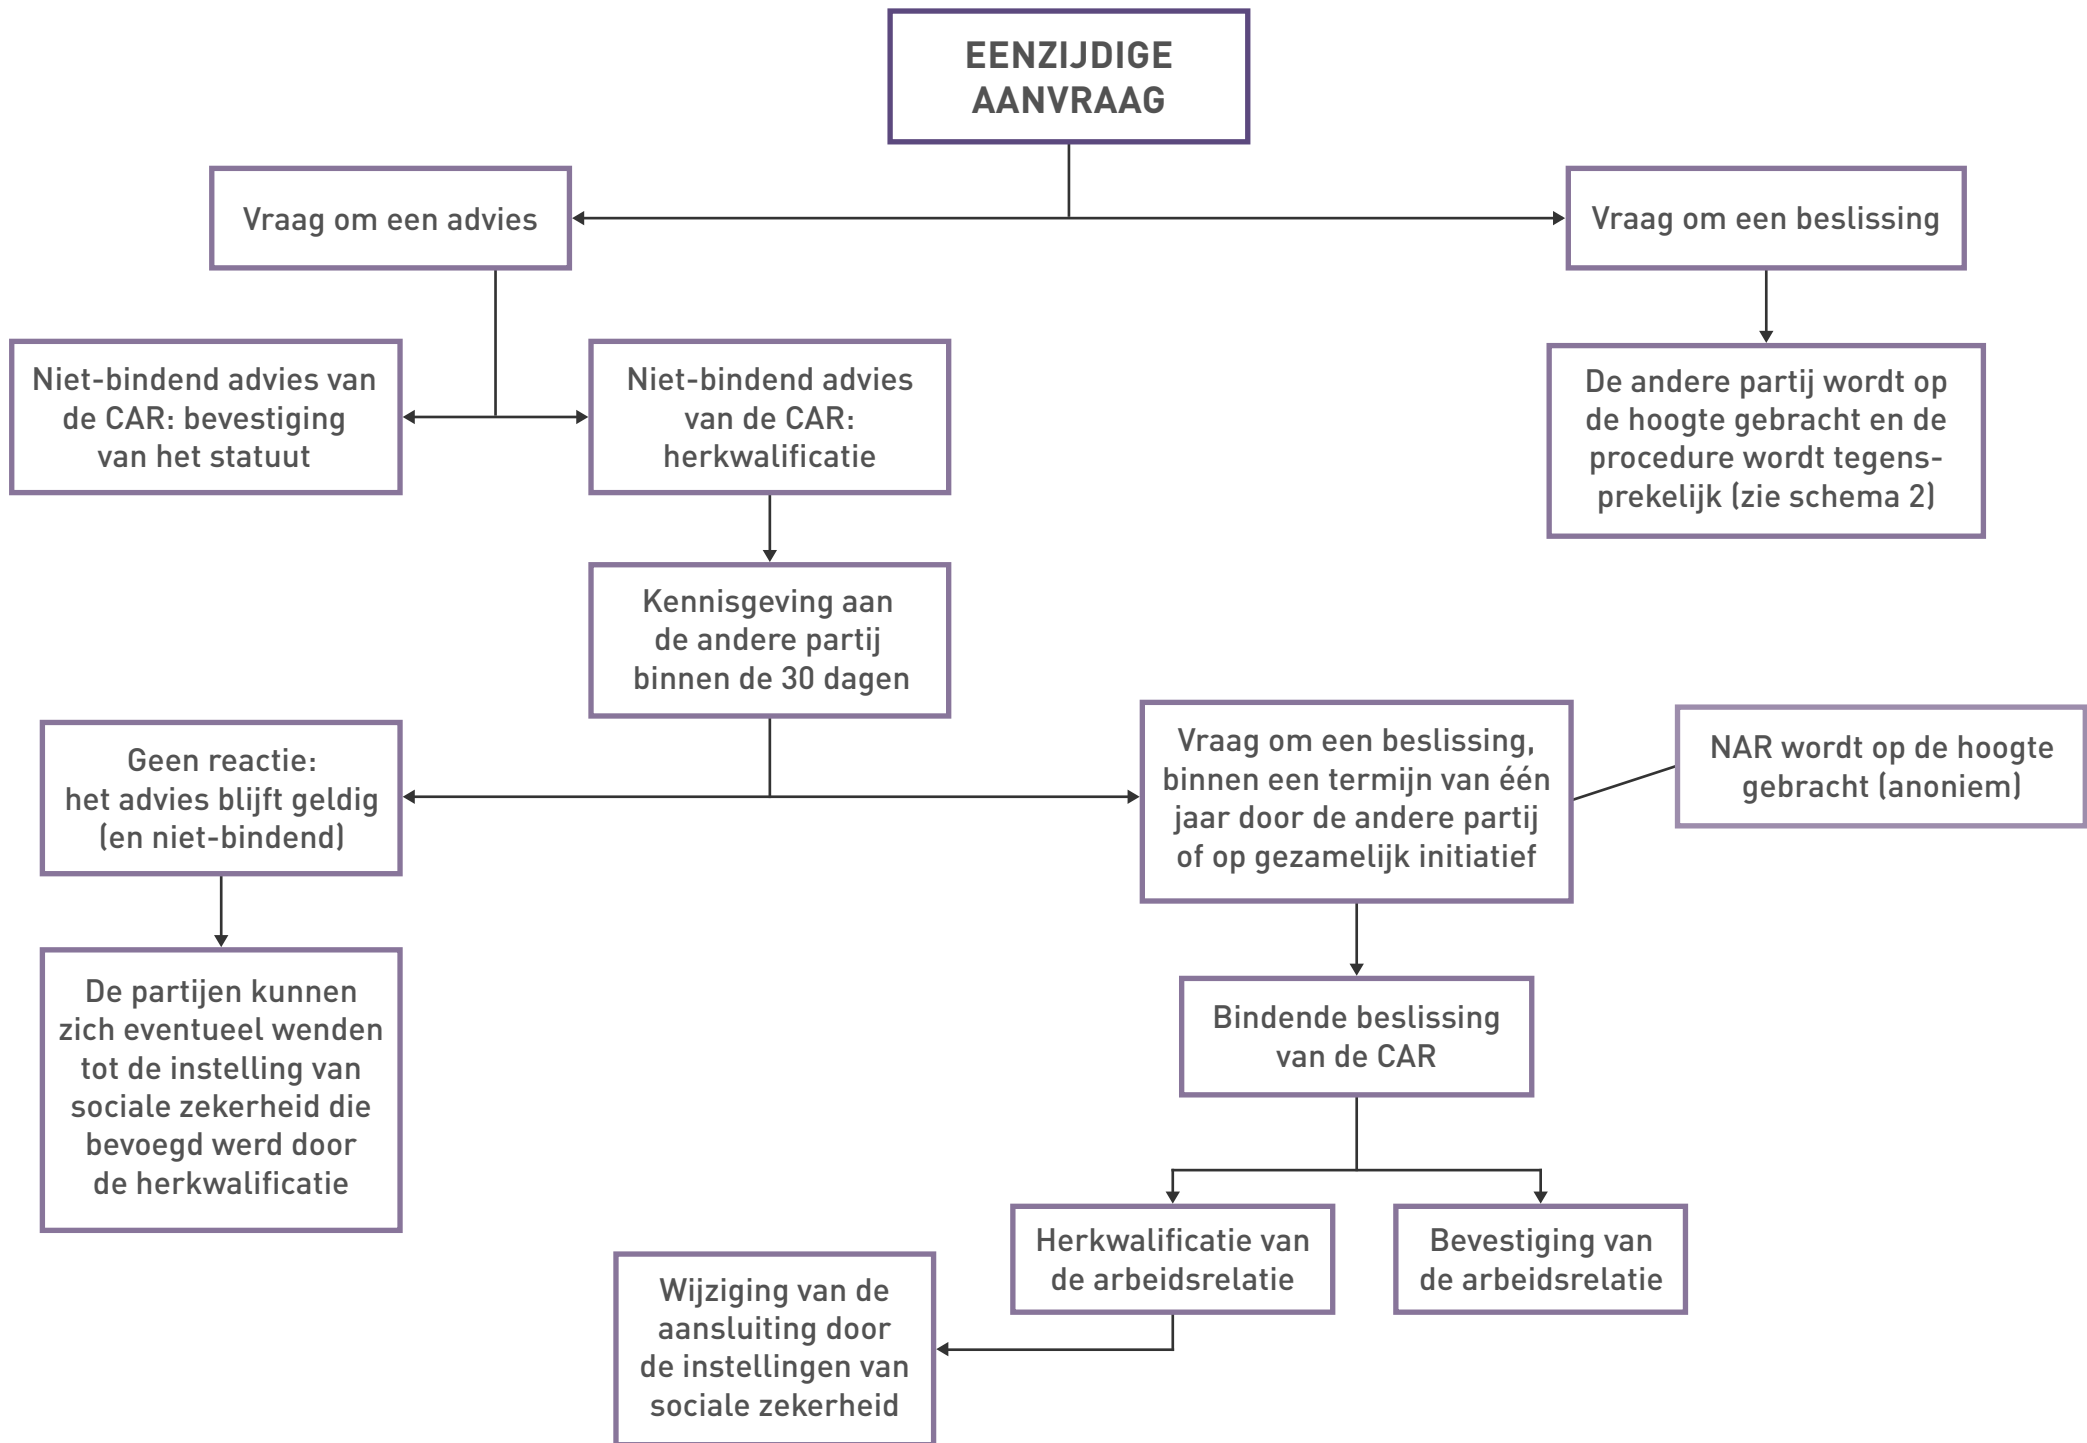 EENZIJDIGE
AANVRAAG
Vraag om een advies
Vraag om een beslissing
Niet-bindend advies van
de CAR: bevestiging
van het statuut
Niet-bindend advies
van de CAR:
herkwalificatie
De andere partij wordt op
de hoogte gebracht en de
procedure wordt tegens-
prekelijk (zie schema 2)
Kennisgeving aan
de andere partij
binnen de 30 dagen
Geen reactie:
het advies blijft geldig
(en niet-bindend)
Vraag om een beslissing,
binnen een termijn van één
jaar door de andere partij
of op gezamelijk initiatief
NAR wordt op de hoogte
gebracht (anoniem)
De partijen kunnen
zich eventueel wenden
tot de instelling van
sociale zekerheid die
bevoegd werd door
de herkwalificatie
Bindende beslissing
van de CAR
Herkwalificatie van
de arbeidsrelatie
Bevestiging van
de arbeidsrelatie
Wijziging van de
aansluiting door
de instellingen van
sociale zekerheid